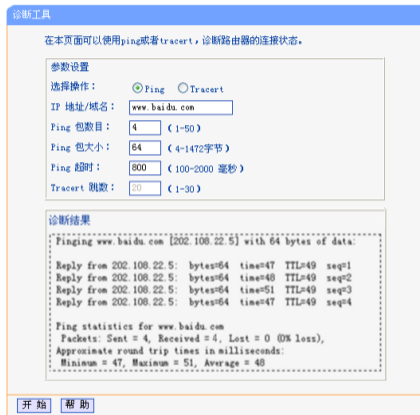 诊断工具
在本页面可以使用ping或者tracert，诊断路由器的连接状态。
参数设置
选择操作： Ping Tracert
IP 地址/域名： www.baidu.com
Ping 包数目： 4 (1-50)
Ping 包大小： 64 (4-1472字节)
Ping 超时： 800 (100-2000 毫秒)
Tracert 跳数： 20 (1-30)
诊断结果
Pinging www.baidu.com [202.108.22.5] with 64 bytes of data:
Reply from 202.108.22.5: bytes=64 time=47 TTL=49 seq=1
Reply from 202.108.22.5: bytes=64 time=48 TTL=49 seq=2
Reply from 202.108.22.5: bytes=64 time=51 TTL=49 seq=3
Reply from 202.108.22.5: bytes=64 time=47 TTL=49 seq=4
Ping statistics for www.baidu.com
Packets: Sent = 4, Received = 4, Lost = 0 (0% loss),
Approximate round trip times in milliseconds:
Minimum = 47, Maximum = 51, Average = 48
开 始 帮 助